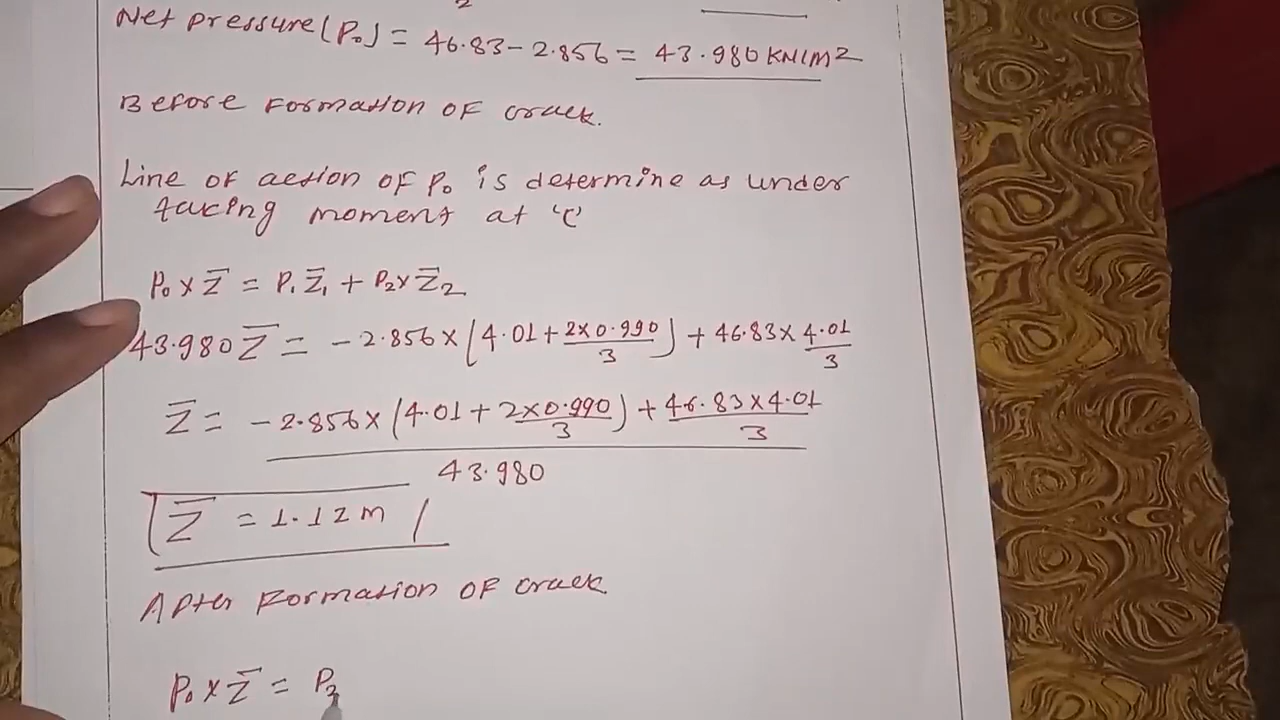 Net pressure (P₀) = 46.83 - 2.856 = 43.980 KN/M²
Before Formation of crack.
Line of action of P₀ is determine as under
taking moment at 'C'
P₀ × Z̅ = P₁Z̅₁ + P₂ × Z̅₂
43.980 Z̅ = -2.856 × (4.01 + 2×0.990/3) + 46.83 × 4.01/3
Z̅ = -2.856 × (4.01 + 2×0.990/3) + 46.83×4.01/3
43.980
Z̅ = 1.12 m
After Formation of crack
P₀ × Z̅ = P₂